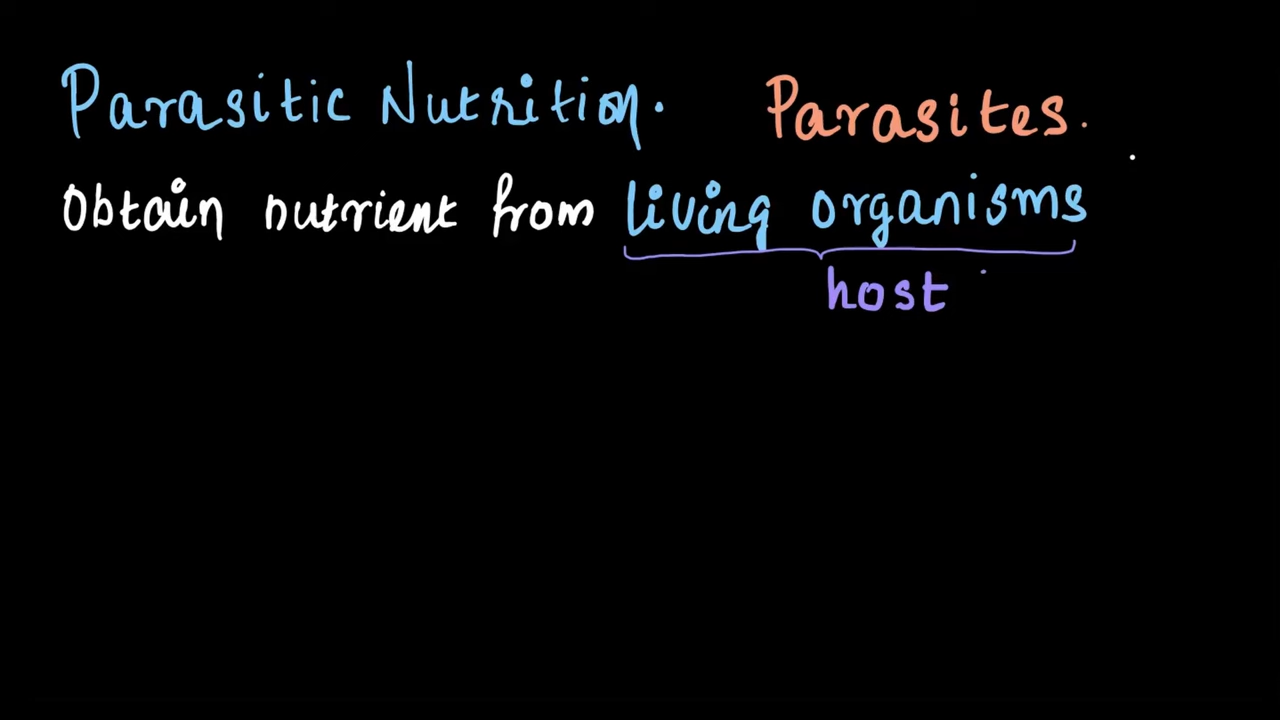 Parasitic Nutrition. Parasites.
Obtain nutrient from living organisms
host